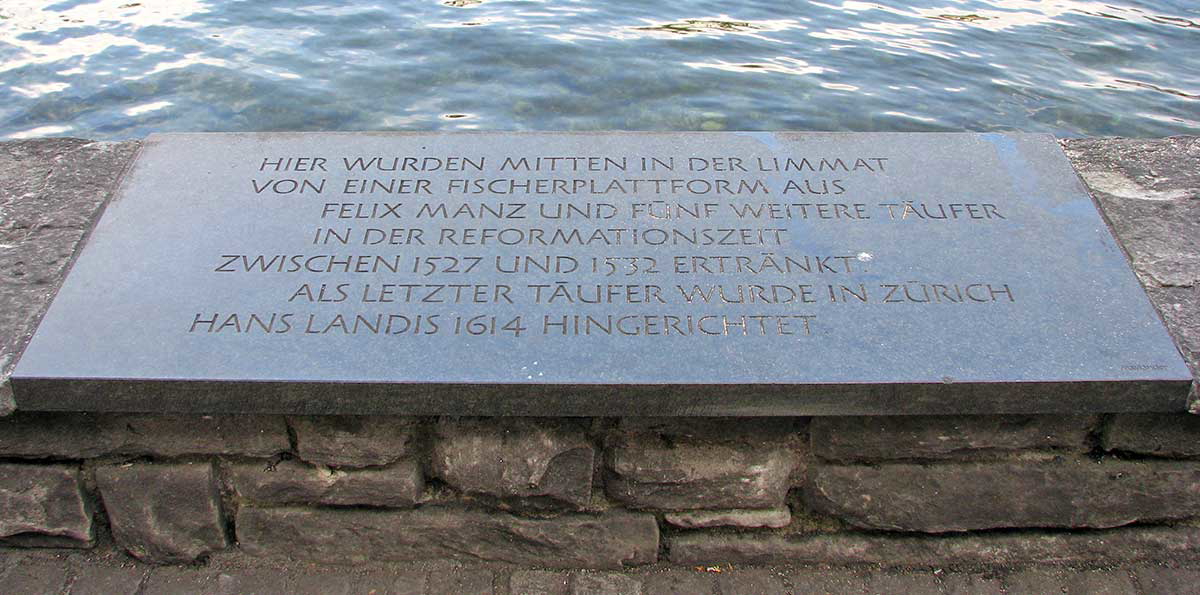 HIER WURDEN MITTEN IN DER LIMMAT
VON EINER FISCHERPLATTFORM AUS
FELIX MANZ UND FÜNF WEITERE TÄUFER
IN DER REFORMATIONSZEIT
ZWISCHEN 1527 UND 1532 ERTRÄNKT
ALS LETZTER TÄUFER WURDE IN ZÜRICH
HANS LANDIS 1614 HINGERICHTET